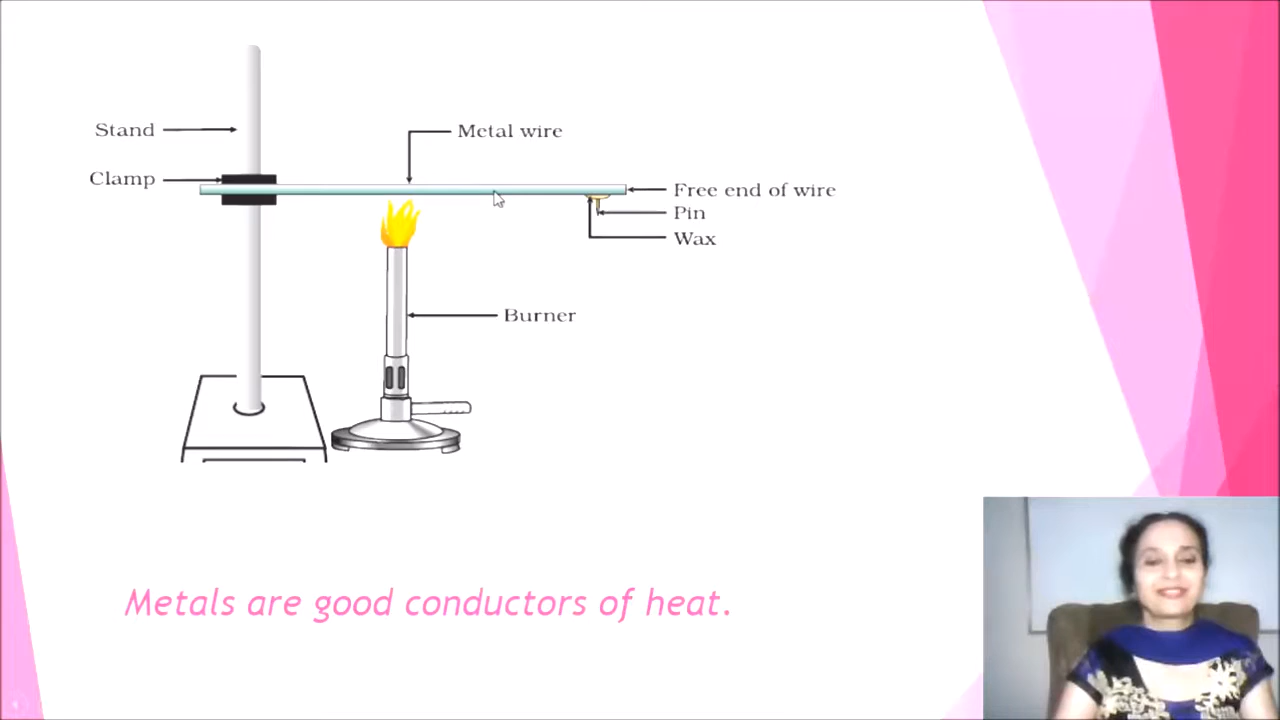 Stand
Metal wire
Clamp
Free end of wire
Pin
Wax
Burner
Metals are good conductors of heat.